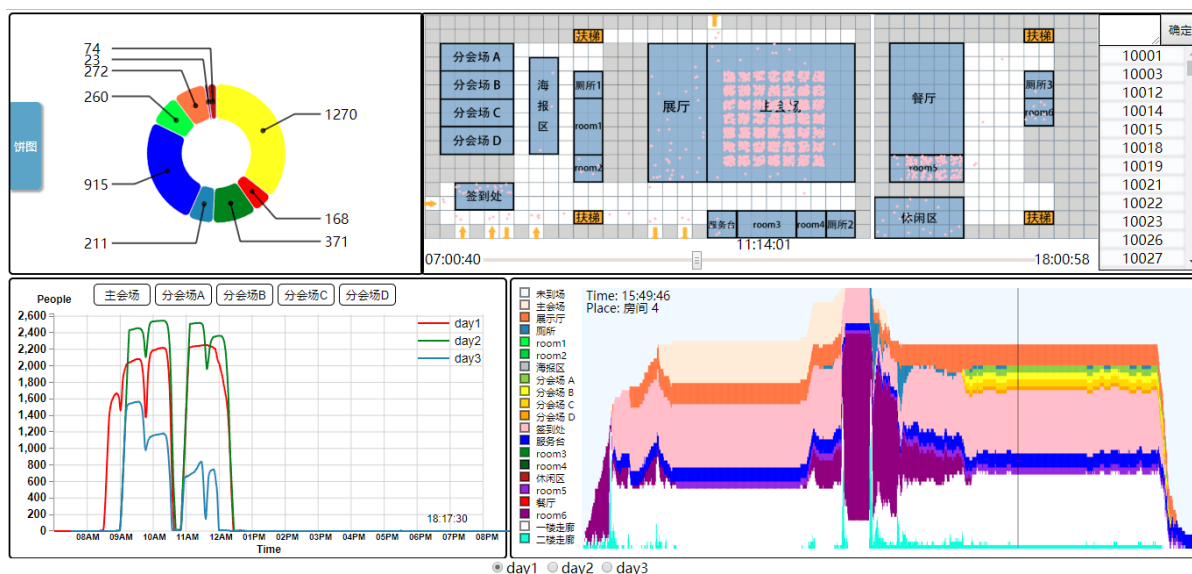 74
23
272
260
1270
饼图
915
168
211
371
扶梯
分会场 A
分会场 B
分会场 C
分会场 D
海报区
厕所1
room1
room2
展厅
主会场
签到处
扶梯
服务台
room3
room4
厕所2
餐厅
room5
休闲区
扶梯
厕所3
room6
扶梯
07:00:40
11:14:01
18:00:58
确定
10001
10003
10012
10014
10015
10018
10019
10021
10022
10023
10026
10027
People
主会场
分会场A
分会场B
分会场C
分会场D
2,600
2,400
2,200
2,000
1,800
1,600
1,400
1,200
1,000
800
600
400
200
0
day1
day2
day3
18:17:30
08AM 09AM 10AM 11AM 12AM 01PM 02PM 03PM 04PM 05PM 06PM 07PM 08PM
Time
未到场
主会场
展示厅
厕所
room1
room2
海报区
分会场 A
分会场 B
分会场 C
分会场 D
签到处
服务台
room3
room4
休闲区
room5
餐厅
room6
一楼走廊
二楼走廊
Time: 15:49:46
Place: 房间 4
day1 day2 day3